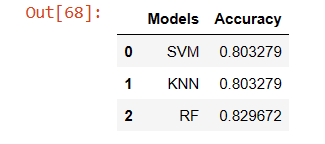 Out[68]:
Models Accuracy
0 SVM 0.803279
1 KNN 0.803279
2 RF 0.829672